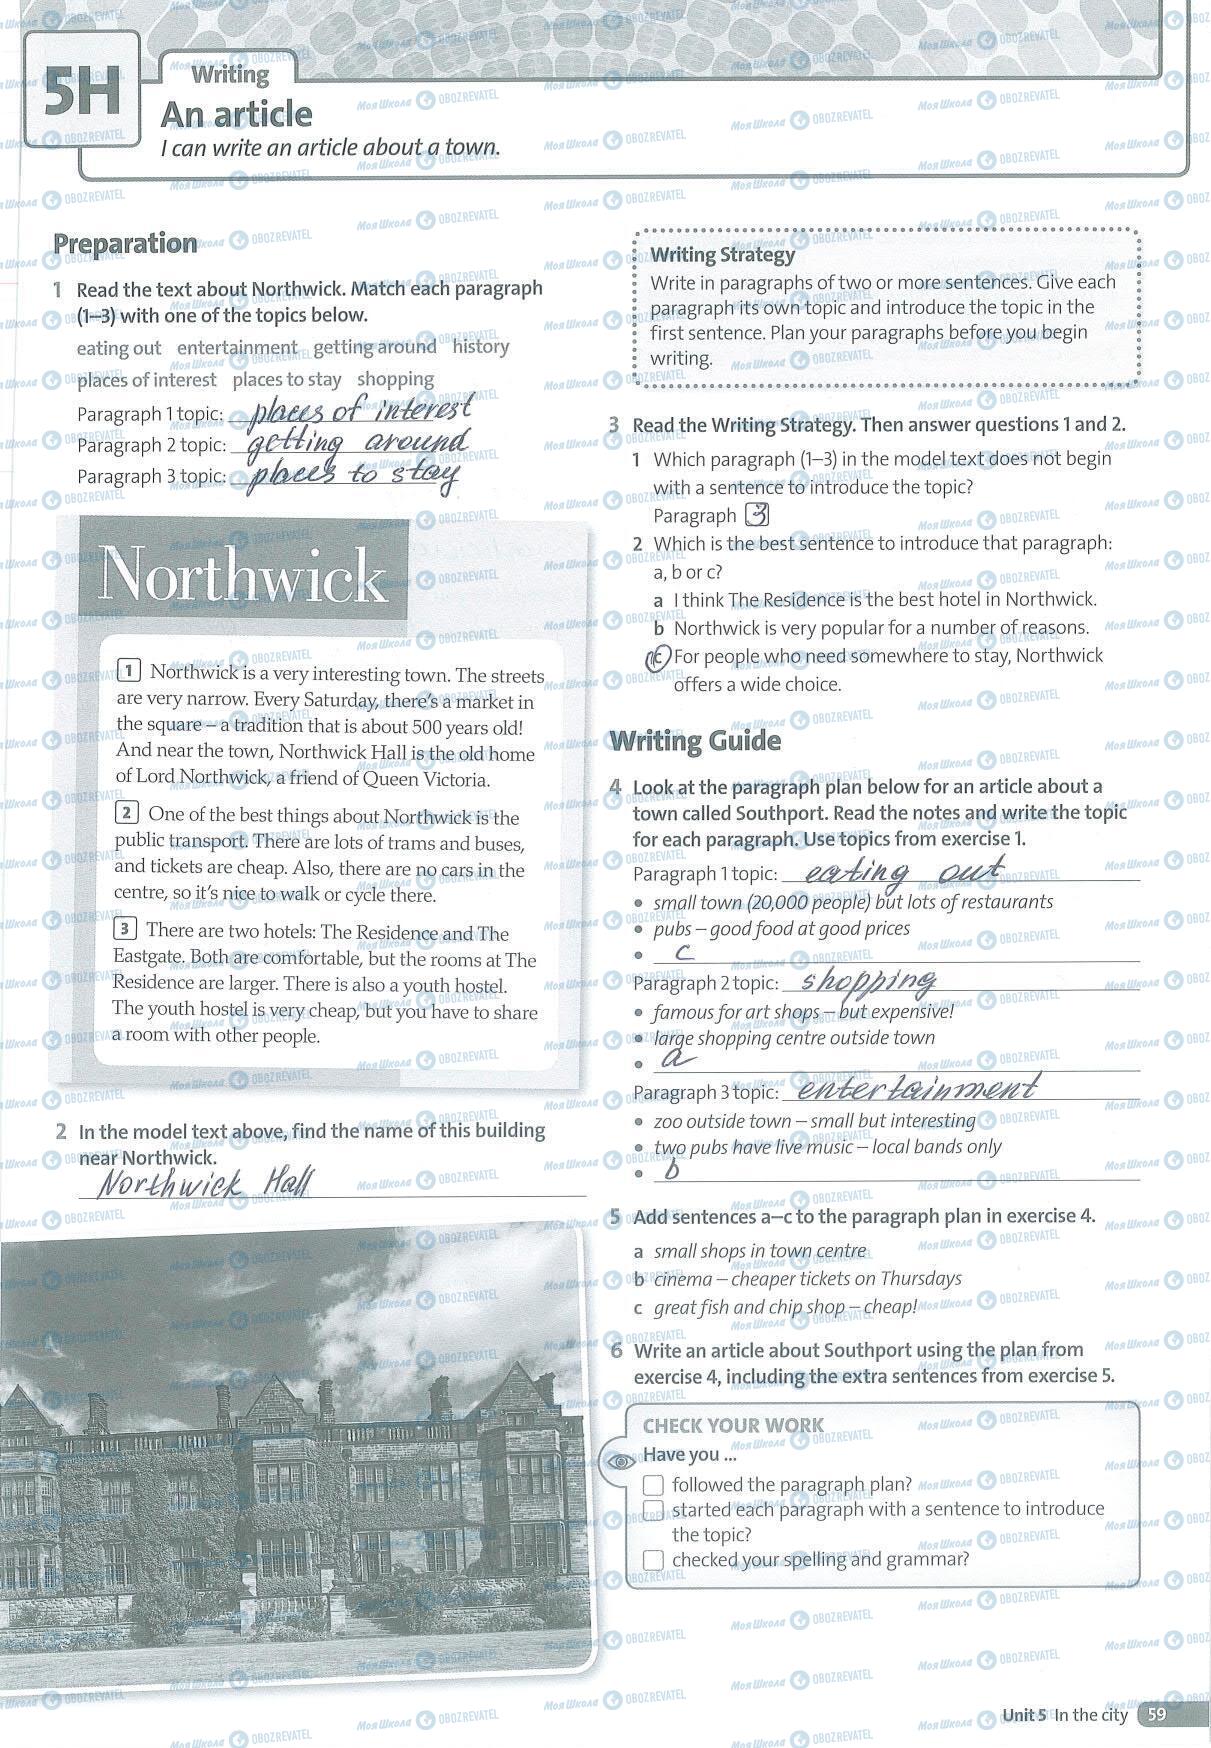 5H
Writing
An article
I can write an article about a town.
Preparation
1 Read the text about Northwick. Match each paragraph
(1–3) with one of the topics below.
eating out entertainment getting around history
places of interest places to stay shopping
Paragraph 1 topic: places of interest
Paragraph 2 topic: getting around
Paragraph 3 topic: places to stay
Northwick
1 Northwick is a very interesting town. The streets
are very narrow. Every Saturday, there's a market in
the square – a tradition that is about 500 years old!
And near the town, Northwick Hall is the old home
of Lord Northwick, a friend of Queen Victoria.
2 One of the best things about Northwick is the
public transport. There are lots of trams and buses,
and tickets are cheap. Also, there are no cars in the
centre, so it's nice to walk or cycle there.
3 There are two hotels: The Residence and The
Eastgate. Both are comfortable, but the rooms at The
Residence are larger. There is also a youth hostel.
The youth hostel is very cheap, but you have to share
a room with other people.
2 In the model text above, find the name of this building
near Northwick.
Northwick Hall
Writing Strategy
Write in paragraphs of two or more sentences. Give each
paragraph its own topic and introduce the topic in the
first sentence. Plan your paragraphs before you begin
writing.
3 Read the Writing Strategy. Then answer questions 1 and 2.
1 Which paragraph (1–3) in the model text does not begin
with a sentence to introduce the topic?
Paragraph 3
2 Which is the best sentence to introduce that paragraph:
a, b or c?
a I think The Residence is the best hotel in Northwick.
b Northwick is very popular for a number of reasons.
c For people who need somewhere to stay, Northwick
offers a wide choice.
Writing Guide
4 Look at the paragraph plan below for an article about a
town called Southport. Read the notes and write the topic
for each paragraph. Use topics from exercise 1.
Paragraph 1 topic: eating out
• small town (20,000 people) but lots of restaurants
• pubs – good food at good prices
• c
Paragraph 2 topic: shopping
• famous for art shops – but expensive!
• large shopping centre outside town
• a
Paragraph 3 topic: entertainment
• zoo outside town – small but interesting
• two pubs have live music – local bands only
• b
5 Add sentences a–c to the paragraph plan in exercise 4.
a small shops in town centre
b cinema – cheaper tickets on Thursdays
c great fish and chip shop – cheap!
6 Write an article about Southport using the plan from
exercise 4, including the extra sentences from exercise 5.
CHECK YOUR WORK
Have you ...
followed the paragraph plan?
started each paragraph with a sentence to introduce
the topic?
checked your spelling and grammar?
Unit 5 In the city 59
Моя Школа OBOZREVATEL